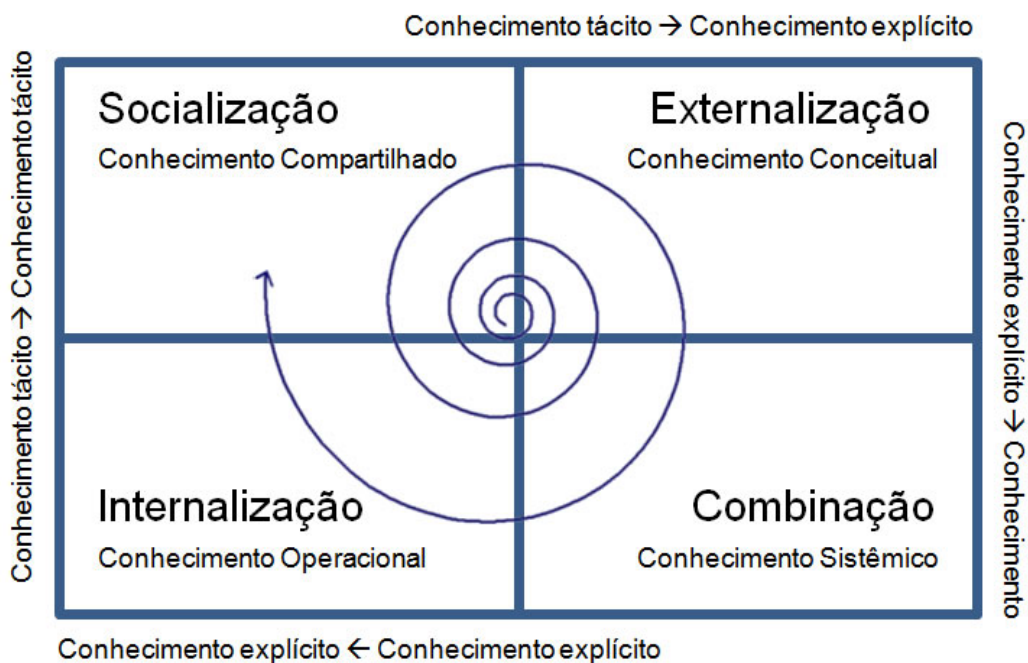 Conhecimento tácito → Conhecimento explícito
Conhecimento tácito → Conhecimento tácito
Socialização
Conhecimento Compartilhado
Externalização
Conhecimento Conceitual
Conhecimento explícito → Conhecimento
Internalização
Conhecimento Operacional
Combinação
Conhecimento Sistêmico
Conhecimento explícito ← Conhecimento explícito